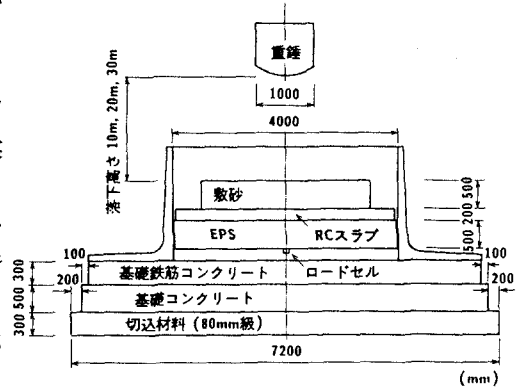 重錘
1000
4000
落下高さ 10m, 20m, 30m
敷砂
500
200
RCスラブ
EPS
500
100
100
基礎鉄筋コンクリート
ロードセル
300
200
200
基礎コンクリート
500
切込材料 (80mm級)
300
7200
(mm)